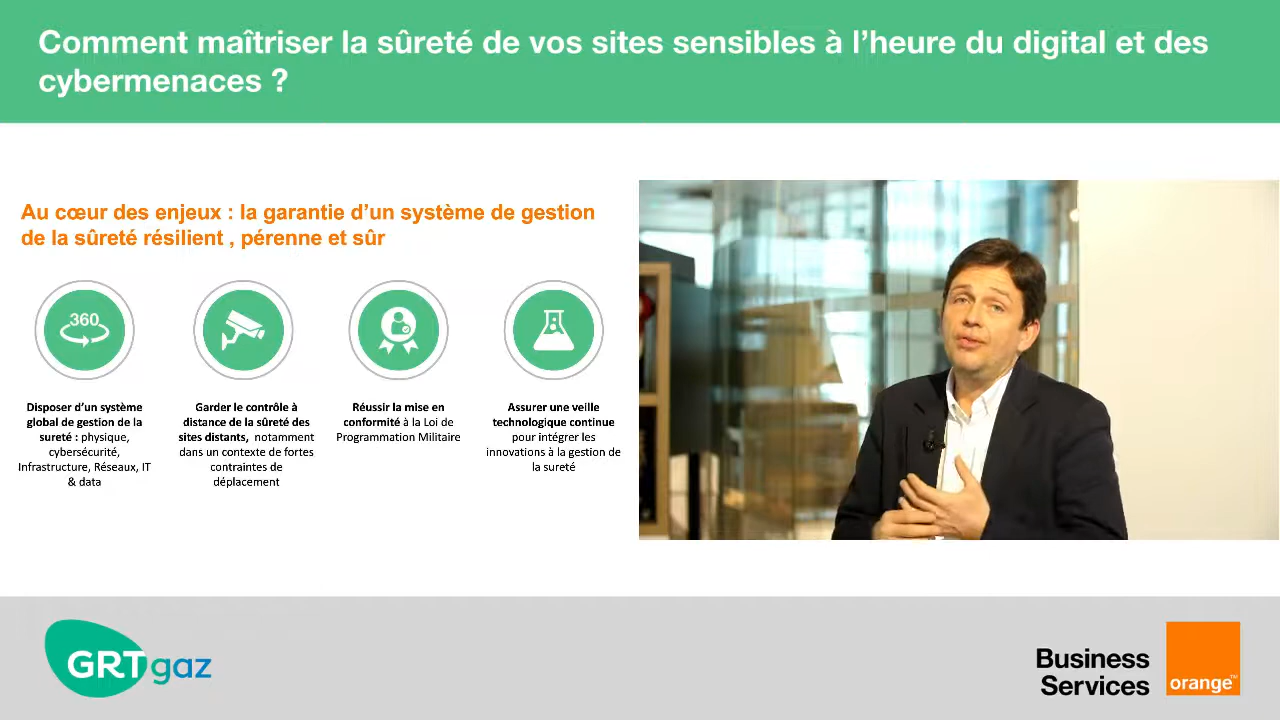 Comment maîtriser la sûreté de vos sites sensibles à l’heure du digital et des
cybermenaces ?
Au cœur des enjeux : la garantie d’un système de gestion
de la sûreté résilient , pérenne et sûr
360
Disposer d’un système
global de gestion de la
sureté : physique,
cybersécurité,
Infrastructure, Réseaux, IT
& data
Garder le contrôle à
distance de la sûreté des
sites distants, notamment
dans un contexte de fortes
contraintes de
déplacement
Réussir la mise en
conformité à la Loi de
Programmation Militaire
Assurer une veille
technologique continue
pour intégrer les
innovations à la gestion de
la sureté
GRTgaz
Business
Services
orange™